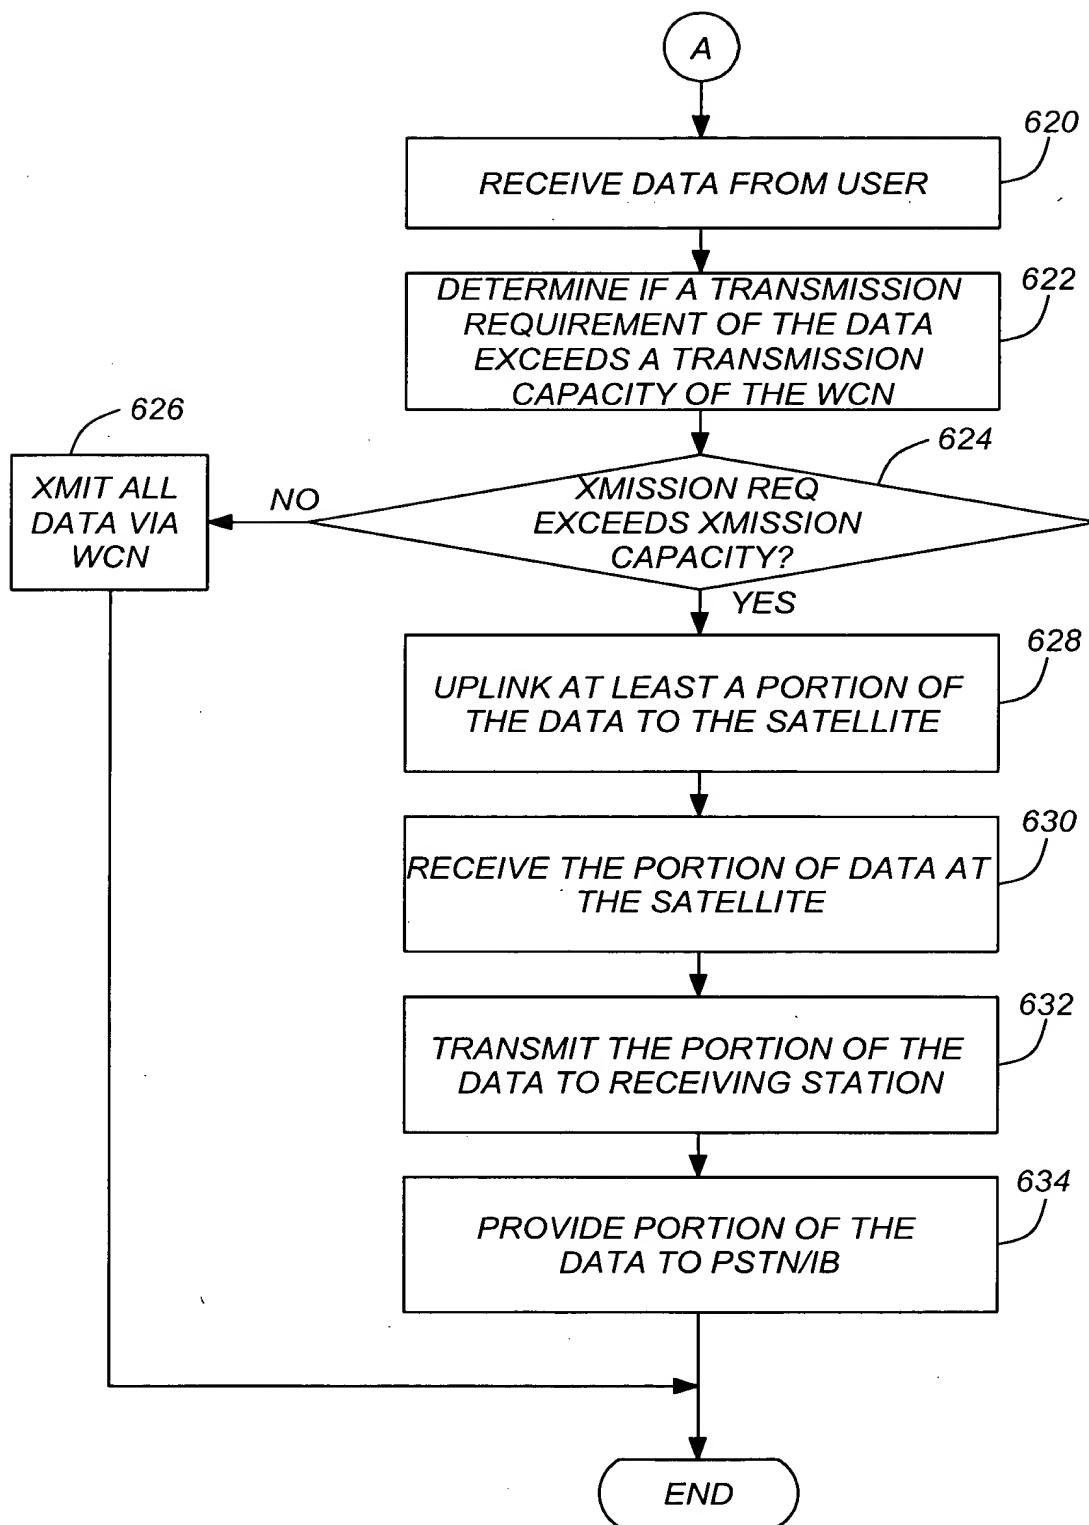 A
620
RECEIVE DATA FROM USER
622
DETERMINE IF A TRANSMISSION
REQUIREMENT OF THE DATA
EXCEEDS A TRANSMISSION
CAPACITY OF THE WCN
626
624
XMIT ALL
DATA VIA
WCN
NO
XMISSION REQ
EXCEEDS XMISSION
CAPACITY?
YES
628
UPLINK AT LEAST A PORTION OF
THE DATA TO THE SATELLITE
630
RECEIVE THE PORTION OF DATA AT
THE SATELLITE
632
TRANSMIT THE PORTION OF THE
DATA TO RECEIVING STATION
634
PROVIDE PORTION OF THE
DATA TO PSTN/IB
END